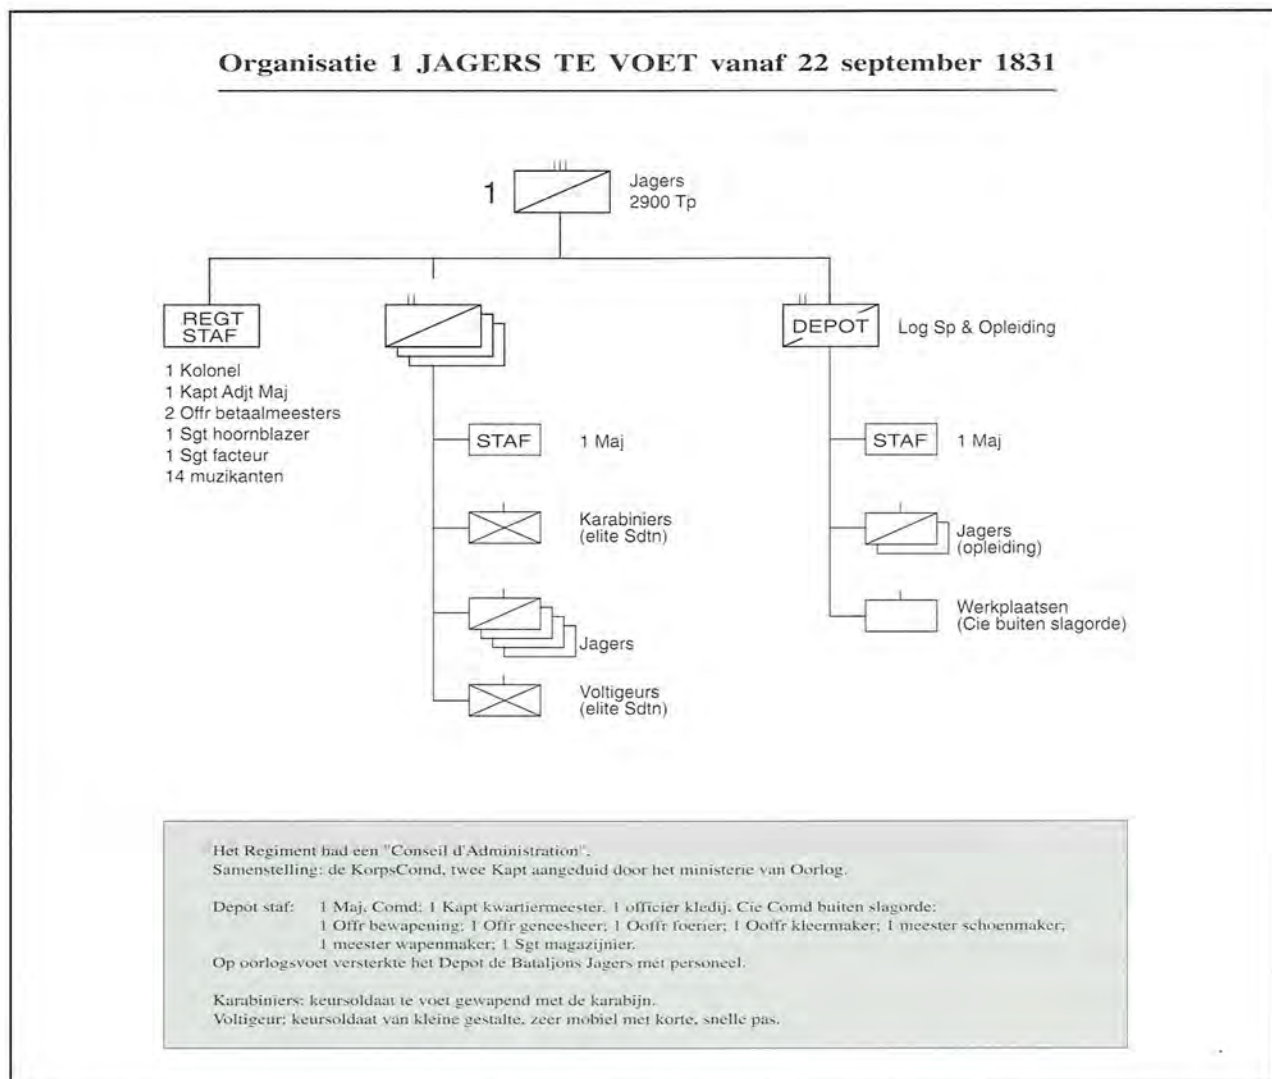 Organisatie 1 JAGERS TE VOET vanaf 22 september 1831
1
Jagers
2900 Tp
REGT
STAF
1 Kolonel
1 Kapt Adjt Maj
2 Offr betaalmeesters
1 Sgt hoornblazer
1 Sgt facteur
14 muzikanten
STAF
1 Maj
Karabiniers
(elite Sdtn)
Jagers
Voltigeurs
(elite Sdtn)
DEPOT
Log Sp & Opleiding
STAF
1 Maj
Jagers
(opleiding)
Werkplaatsen
(Cie buiten slagorde)
Het Regiment had een "Conseil d'Administration".
Samenstelling: de KorpsComd, twee Kapt aangeduid door het ministerie van Oorlog.
Depot staf: 1 Maj, Comd; 1 Kapt kwartiermeester, 1 officier kledij, Cie Comd buiten slagorde;
1 Offr bewapening; 1 Offr geneesheer; 1 Ooffr foerier; 1 Ooffr kleermaker; 1 meester schoenmaker;
1 meester wapenmaker; 1 Sgt magazijnier.
Op oorlogsvoet versterkte het Depot de Bataljons Jagers met personeel.
Karabiniers: keursoldaat te voet gewapend met de karabijn.
Voltigeur: keursoldaat van kleine gestalte, zeer mobiel met korte, snelle pas.